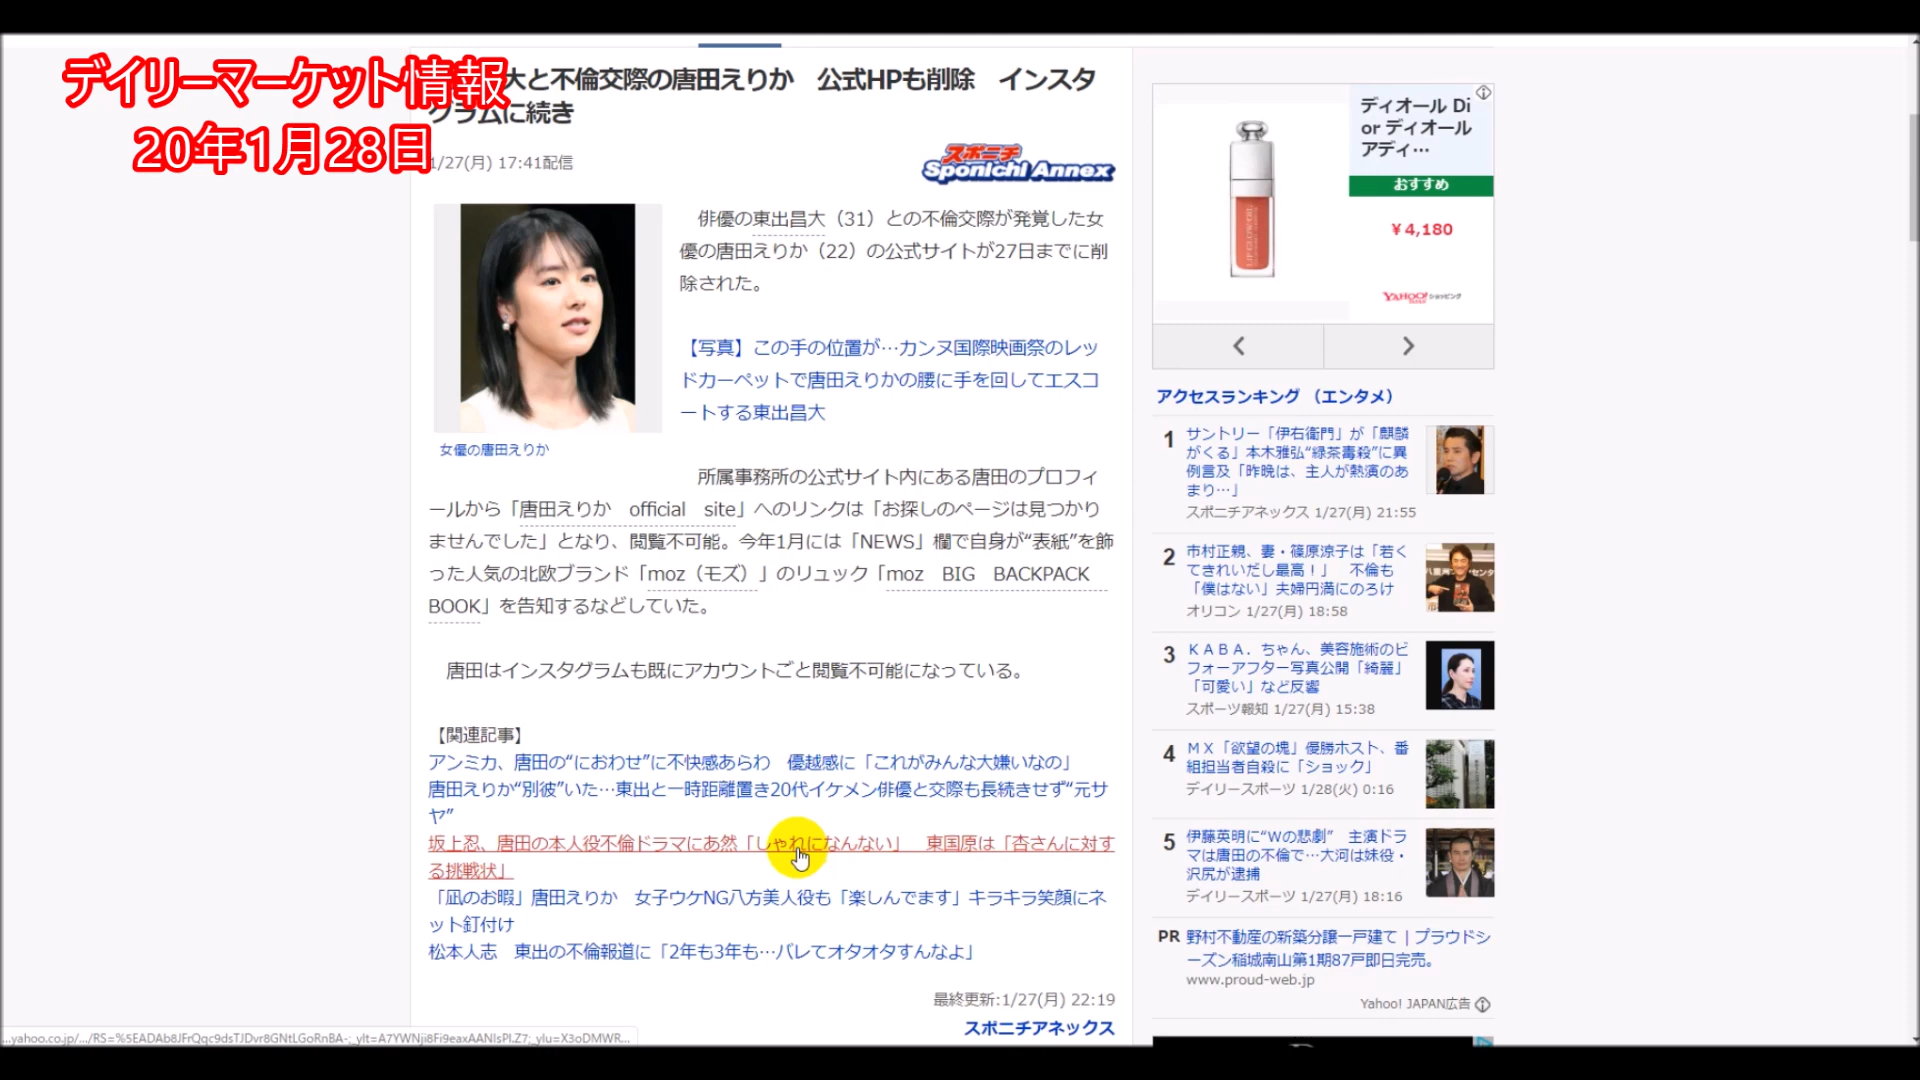 デイリーマーケット情報
20年1月28日
大と不倫交際の唐田えりか　公式HPも削除　インスタ
グラムに続き
1/27(月) 17:41配信
スポニチ
Sponichi Annex
俳優の東出昌大（31）との不倫交際が発覚した女
優の唐田えりか（22）の公式サイトが27日までに削
除された。
【写真】この手の位置が…カンヌ国際映画祭のレッ
ドカーペットで唐田えりかの腰に手を回してエスコ
ートする東出昌大
女優の唐田えりか
所属事務所の公式サイト内にある唐田のプロフィ
ールから「唐田えりか　official　site」へのリンクは「お探しのページは見つかり
ませんでした」となり、閲覧不可能。今年1月には「NEWS」欄で自身が“表紙”を飾
った人気の北欧ブランド「moz（モズ）」のリュック「moz　BIG　BACKPACK
BOOK」を告知するなどしていた。
唐田はインスタグラムも既にアカウントごと閲覧不可能になっている。
【関連記事】
アンミカ、唐田の“におわせ”に不快感あらわ　優越感に「これがみんな大嫌いなの」
唐田えりか“別彼”いた…東出と一時距離置き20代イケメン俳優と交際も長続きせず“元サ
ヤ”
坂上忍、唐田の本人役不倫ドラマにあ然「しゃれになんない」　東国原は「杏さんに対す
る挑戦状」
「凪のお暇」唐田えりか　女子ウケNG八方美人役も「楽しんでます」キラキラ笑顔にネ
ット釘付け
松本人志　東出の不倫報道に「2年も3年も…バレてオタオタすんなよ」
最終更新:1/27(月) 22:19
スポニチアネックス
ディオール Di
or ディオール
アディ…
おすすめ
¥4,180
YAHOO! JAPAN ショッピング
アクセスランキング （エンタメ）
1
サントリー「伊右衛門」が「麒麟
がくる」本木雅弘“緑茶毒殺”に異
例言及「昨晩は、主人が熱演のあ
まり…」
スポニチアネックス 1/27(月) 21:55
2
市村正親、妻・篠原涼子は「若く
てきれいだし最高！」　不倫も
「僕はない」夫婦円満にのろけ
オリコン 1/27(月) 18:58
3
ＫＡＢＡ．ちゃん、美容施術のビ
フォーアフター写真公開「綺麗」
「可愛い」など反響
スポーツ報知 1/27(月) 15:38
4
ＭＸ「欲望の塊」優勝ホスト、番
組担当者自殺に「ショック」
デイリースポーツ 1/28(火) 0:16
5
伊藤英明に“Ｗの悲劇”　主演ドラ
マは唐田の不倫で…大河は妹役・
沢尻が逮捕
デイリースポーツ 1/27(月) 18:16
PR 野村不動産の新築分譲一戸建て｜プラウドシ
ーズン稲城南山第1期87戸即日完売。
www.proud-web.jp
Yahoo! JAPAN広告